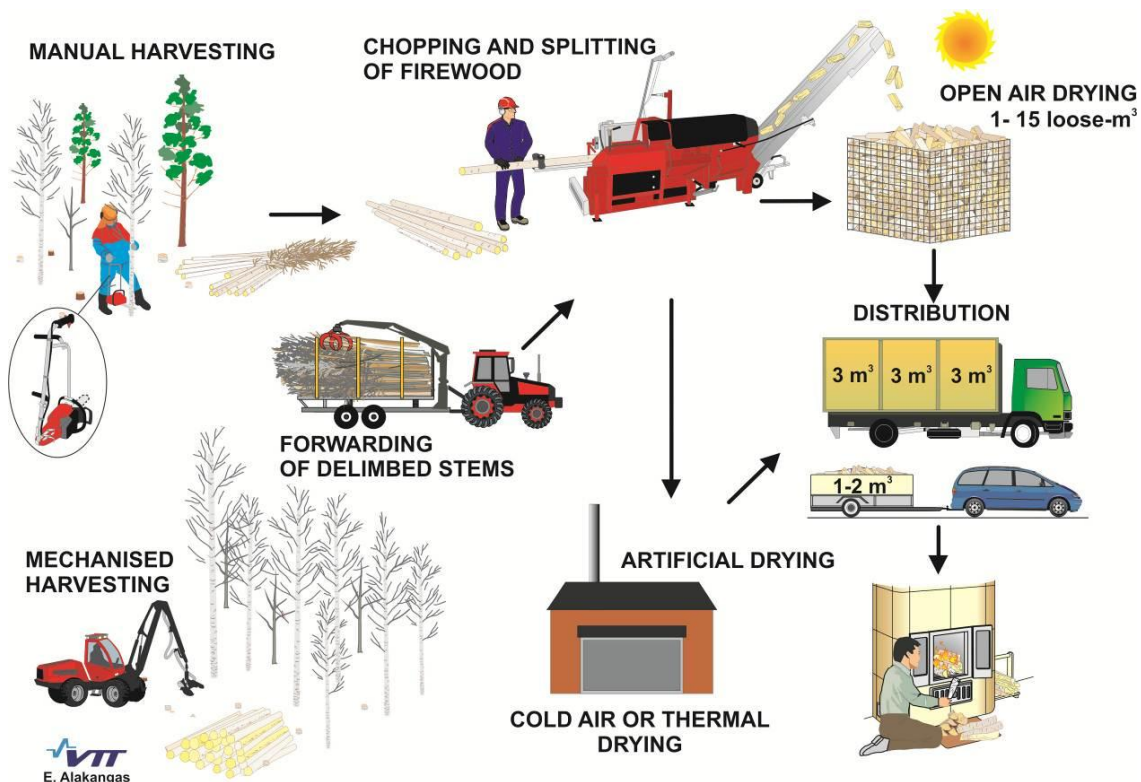 MANUAL HARVESTING
CHOPPING AND SPLITTING
OF FIREWOOD
OPEN AIR DRYING
1- 15 loose-m³
DISTRIBUTION
3 m³ 3 m³ 3 m³
1-2 m³
FORWARDING
OF DELIMBED STEMS
MECHANISED
HARVESTING
ARTIFICIAL DRYING
COLD AIR OR THERMAL
DRYING
VTT
E. Alakangas